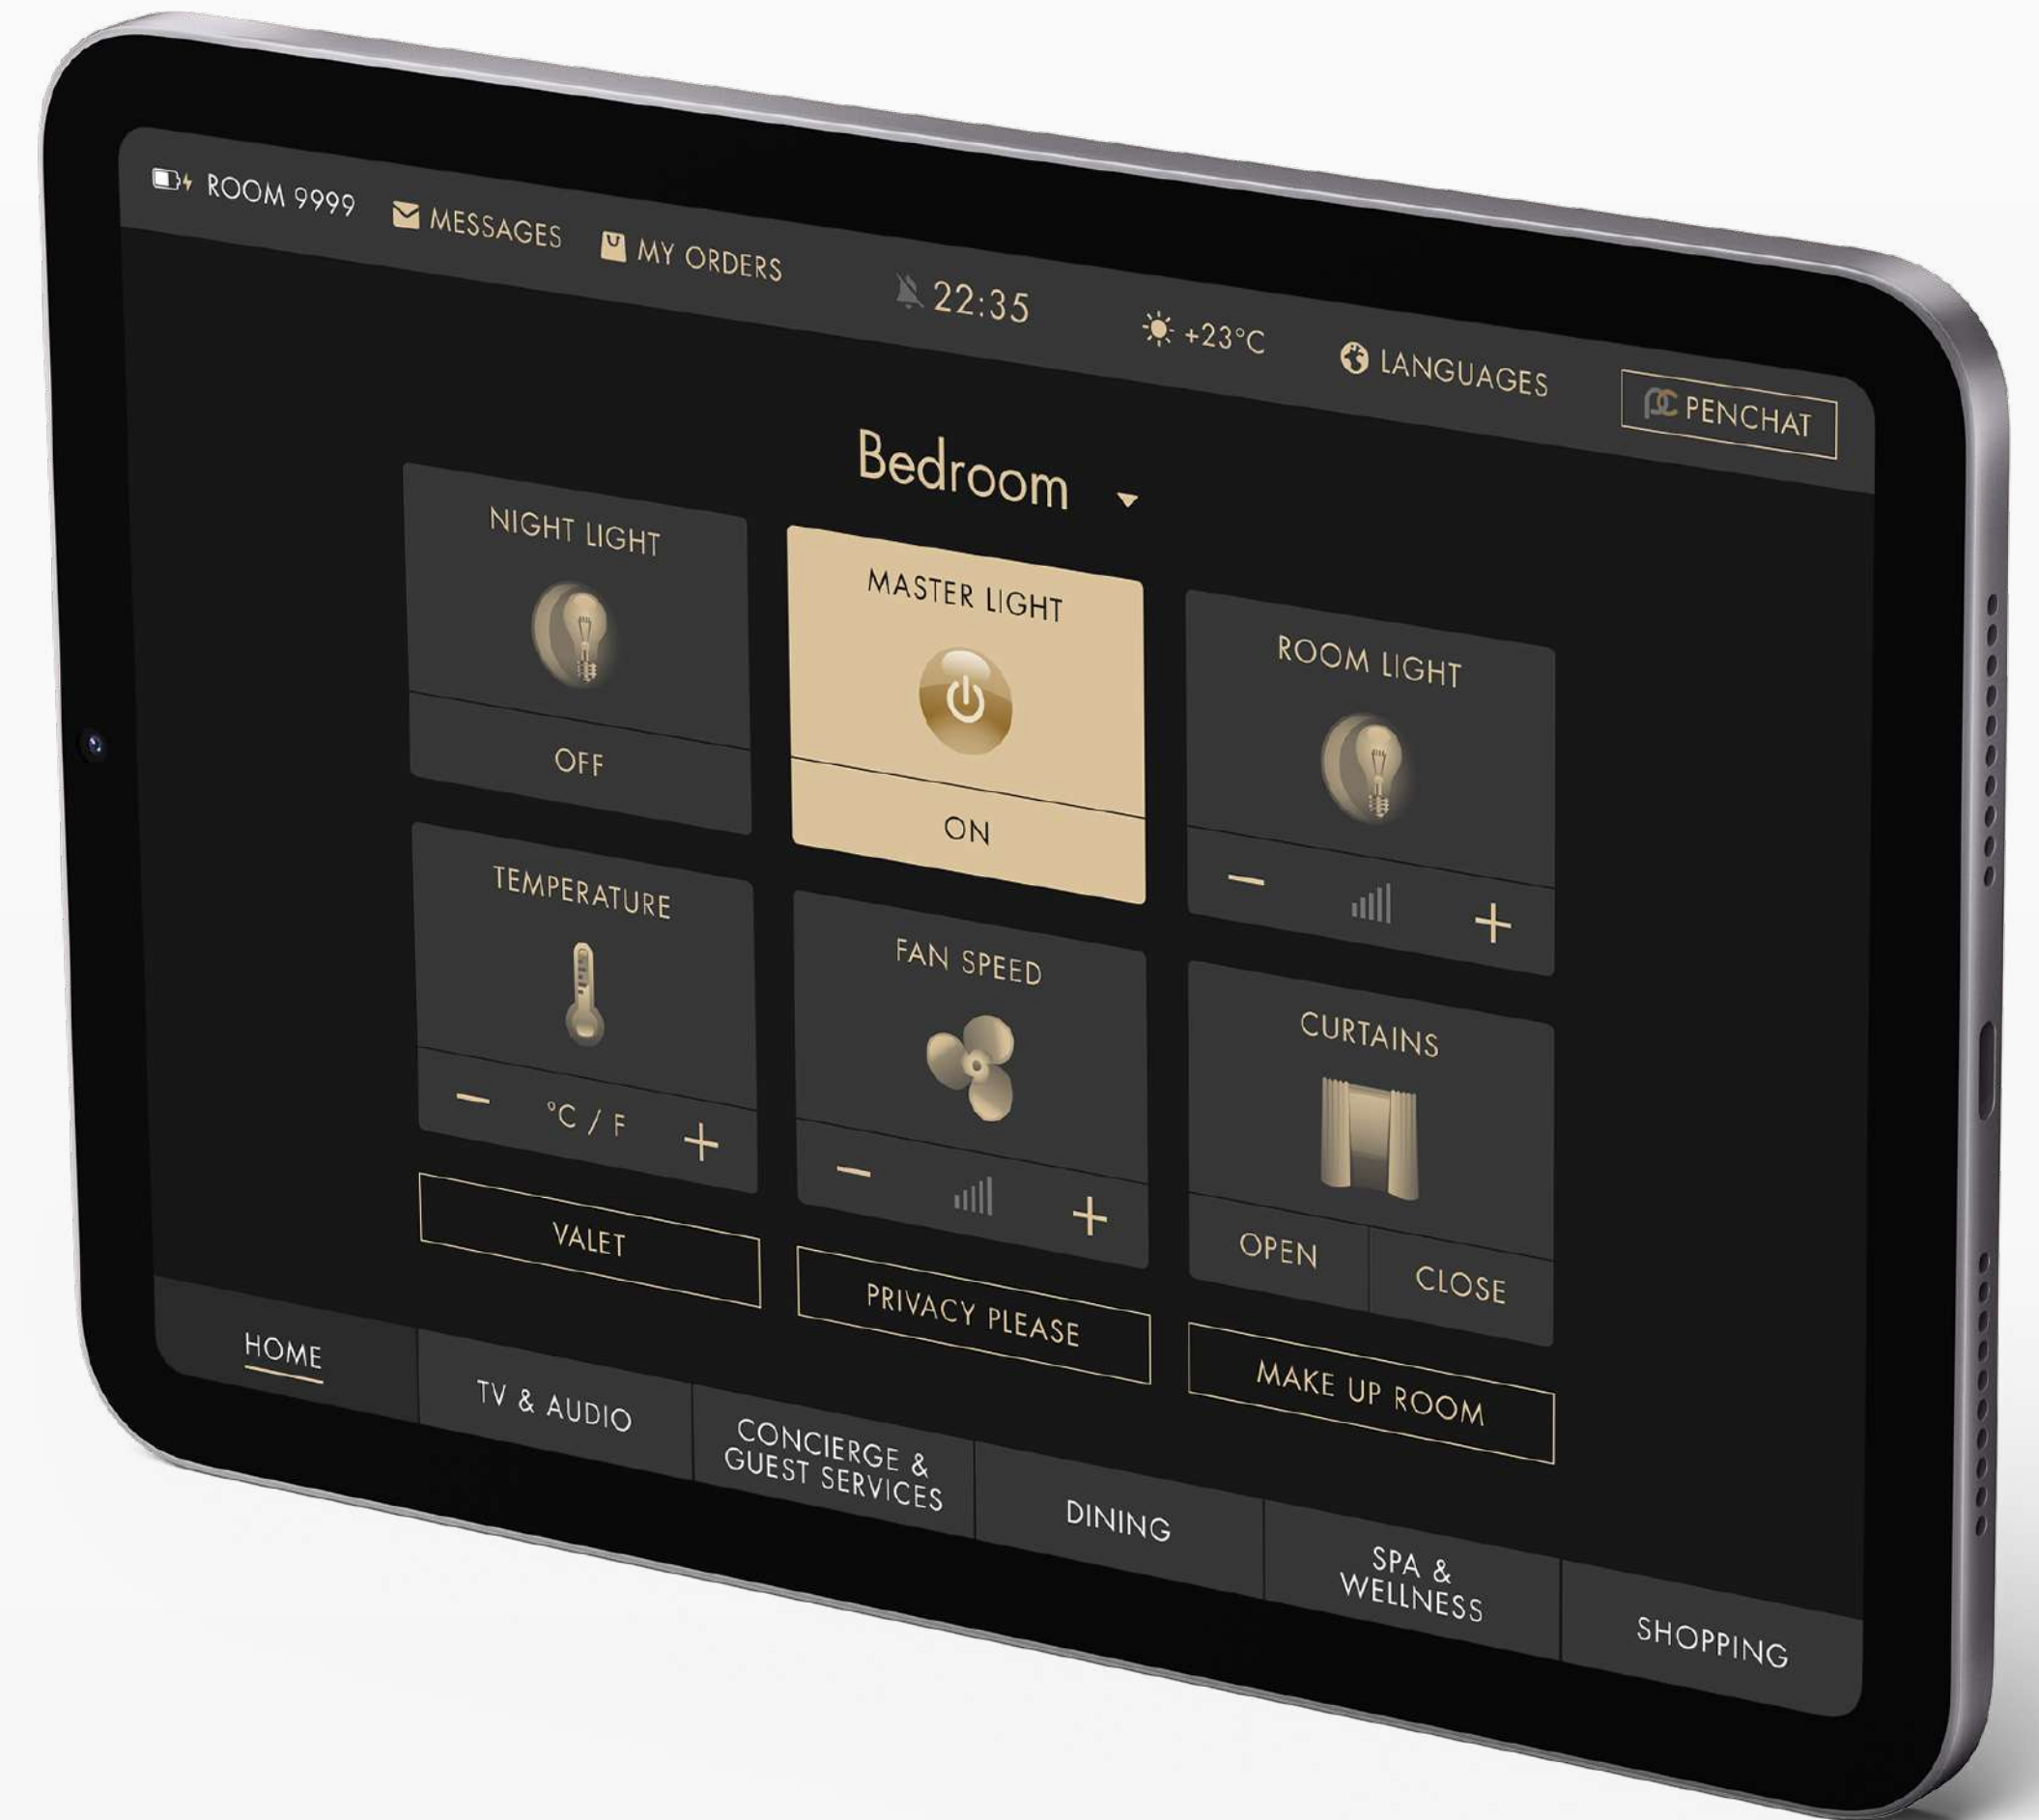 ROOM 9999
MESSAGES
MY ORDERS
22:35
+23°C
LANGUAGES
PC PENCHAT
Bedroom
NIGHT LIGHT
OFF
MASTER LIGHT
ON
ROOM LIGHT
− +
TEMPERATURE
− °C / F +
FAN SPEED
− +
CURTAINS
OPEN
CLOSE
VALET
PRIVACY PLEASE
MAKE UP ROOM
HOME
TV & AUDIO
CONCIERGE &
GUEST SERVICES
DINING
SPA &
WELLNESS
SHOPPING